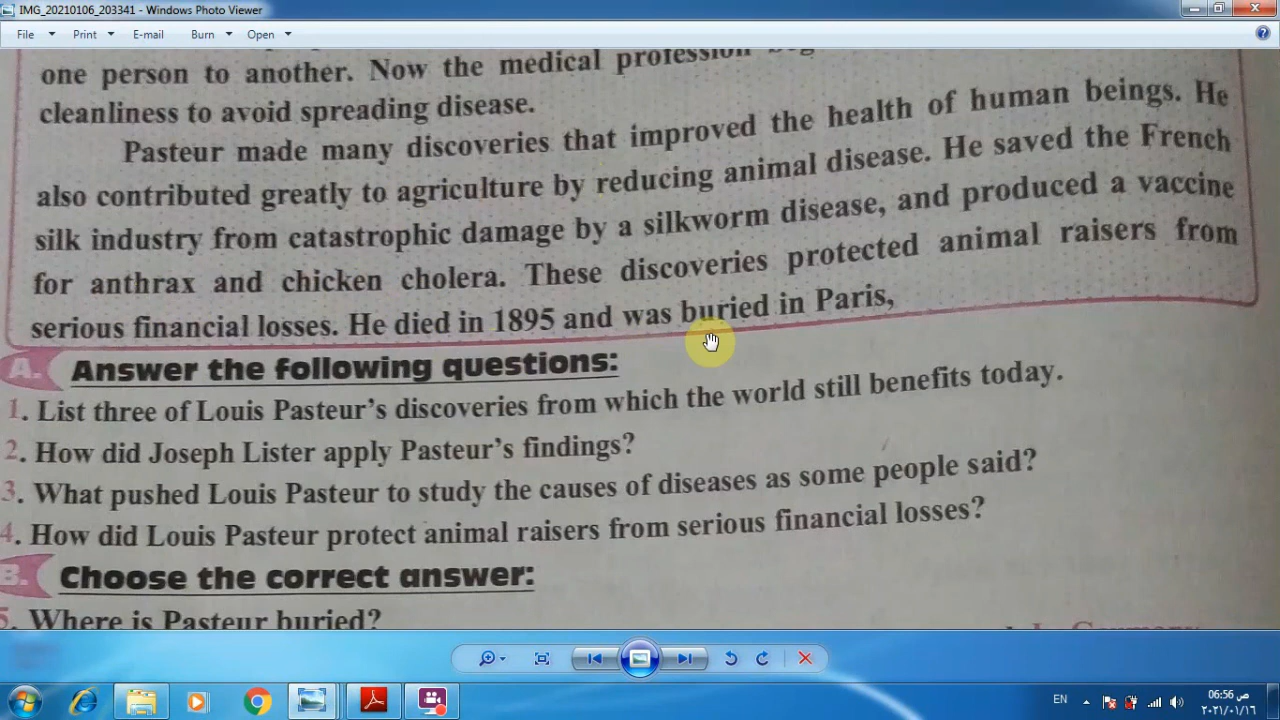 IMG_20210106_203341 - Windows Photo Viewer
File Print E-mail Burn Open
one person to another. Now the medical profession
cleanliness to avoid spreading disease.
Pasteur made many discoveries that improved the health of human beings. He
also contributed greatly to agriculture by reducing animal disease. He saved the French
silk industry from catastrophic damage by a silkworm disease, and produced a vaccine
for anthrax and chicken cholera. These discoveries protected animal raisers from
serious financial losses. He died in 1895 and was buried in Paris,
A. Answer the following questions:
1. List three of Louis Pasteur's discoveries from which the world still benefits today.
2. How did Joseph Lister apply Pasteur's findings?
3. What pushed Louis Pasteur to study the causes of diseases as some people said?
4. How did Louis Pasteur protect animal raisers from serious financial losses?
B. Choose the correct answer:
5. Where is Pasteur buried?
EN
06:56 ص
٢٠٢١/٠١/١٦